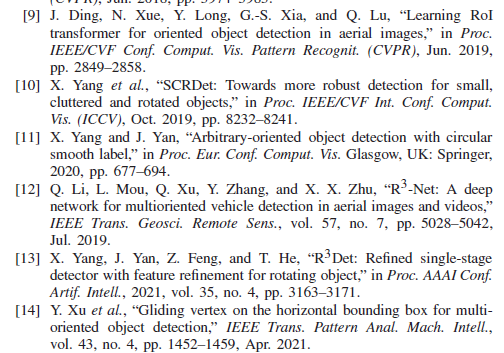 [9] J. Ding, N. Xue, Y. Long, G.-S. Xia, and Q. Lu, “Learning RoI
transformer for oriented object detection in aerial images,” in Proc.
IEEE/CVF Conf. Comput. Vis. Pattern Recognit. (CVPR), Jun. 2019,
pp. 2849–2858.
[10] X. Yang et al., “SCRDet: Towards more robust detection for small,
cluttered and rotated objects,” in Proc. IEEE/CVF Int. Conf. Comput.
Vis. (ICCV), Oct. 2019, pp. 8232–8241.
[11] X. Yang and J. Yan, “Arbitrary-oriented object detection with circular
smooth label,” in Proc. Eur. Conf. Comput. Vis. Glasgow, UK: Springer,
2020, pp. 677–694.
[12] Q. Li, L. Mou, Q. Xu, Y. Zhang, and X. X. Zhu, “R³-Net: A deep
network for multioriented vehicle detection in aerial images and videos,”
IEEE Trans. Geosci. Remote Sens., vol. 57, no. 7, pp. 5028–5042,
Jul. 2019.
[13] X. Yang, J. Yan, Z. Feng, and T. He, “R³Det: Refined single-stage
detector with feature refinement for rotating object,” in Proc. AAAI Conf.
Artif. Intell., 2021, vol. 35, no. 4, pp. 3163–3171.
[14] Y. Xu et al., “Gliding vertex on the horizontal bounding box for multi-
oriented object detection,” IEEE Trans. Pattern Anal. Mach. Intell.,
vol. 43, no. 4, pp. 1452–1459, Apr. 2021.